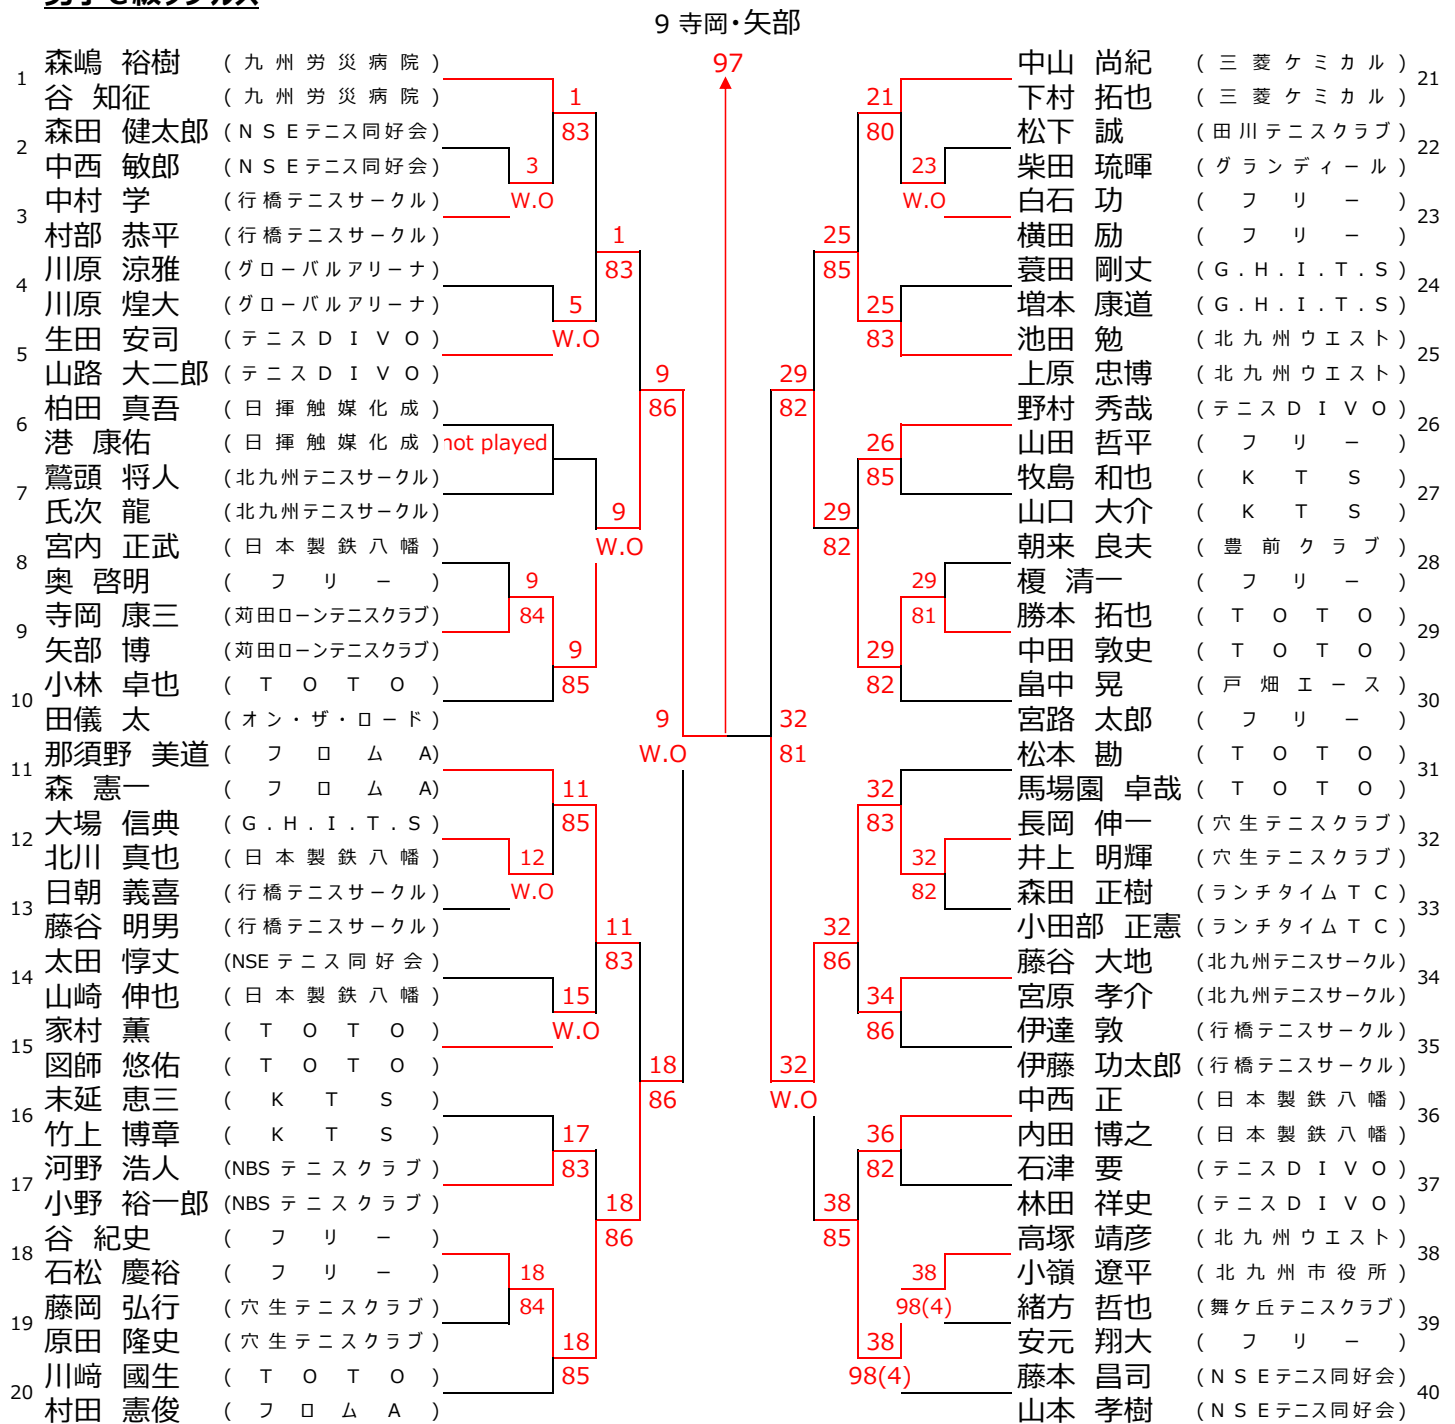 9 寺岡・矢部
97
森嶋 裕樹 (九州労災病院)
1
谷 知征 (九州労災病院)
1
83
森田 健太郎 (NSEテニス同好会)
2
中西 敏郎 (NSEテニス同好会)
3
W.O
中村 学 (行橋テニスサークル)
3
村部 恭平 (行橋テニスサークル)
1
83
川原 涼雅 (グローバルアリーナ)
4
川原 煌大 (グローバルアリーナ)
5
W.O
生田 安司 (テニスDIVO)
5
山路 大二郎 (テニスDIVO)
9
86
柏田 真吾 (日揮触媒化成)
6
港 康佑 (日揮触媒化成)
not played
鷲頭 将人 (北九州テニスサークル)
7
氏次 龍 (北九州テニスサークル)
9
W.O
宮内 正武 (日本製鉄八幡)
8
奥 啓明 (フリー)
9
84
寺岡 康三 (苅田ローンテニスクラブ)
9
矢部 博 (苅田ローンテニスクラブ)
9
85
小林 卓也 (TOTO)
10
田儀 太 (オン・ザ・ロード)
9
W.O
那須野 美道 (フロムA)
11
森 憲一 (フロムA)
11
85
大場 信典 (G.H.I.T.S)
12
北川 真也 (日本製鉄八幡)
12
W.O
日朝 義喜 (行橋テニスサークル)
13
藤谷 明男 (行橋テニスサークル)
11
83
太田 惇丈 (NSEテニス同好会)
14
山崎 伸也 (日本製鉄八幡)
15
W.O
家村 薫 (TOTO)
15
図師 悠佑 (TOTO)
18
86
末延 恵三 (KTS)
16
竹上 博章 (KTS)
17
83
河野 浩人 (NBSテニスクラブ)
17
小野 裕一郎 (NBSテニスクラブ)
18
86
谷 紀史 (フリー)
18
石松 慶裕 (フリー)
18
84
藤岡 弘行 (穴生テニスクラブ)
19
原田 隆史 (穴生テニスクラブ)
18
85
川﨑 國生 (TOTO)
20
村田 憲俊 (フロムA)
中山 尚紀 (三菱ケミカル)
21
下村 拓也 (三菱ケミカル)
21
80
松下 誠 (田川テニスクラブ)
22
柴田 琉暉 (グランディール)
23
W.O
白石 功 (フリー)
23
横田 励 (フリー)
25
85
蓑田 剛丈 (G.H.I.T.S)
24
増本 康道 (G.H.I.T.S)
25
83
池田 勉 (北九州ウエスト)
25
上原 忠博 (北九州ウエスト)
29
82
野村 秀哉 (テニスDIVO)
26
山田 哲平 (フリー)
26
85
牧島 和也 (KTS)
27
山口 大介 (KTS)
29
82
朝来 良夫 (豊前クラブ)
28
榎 清一 (フリー)
29
81
勝本 拓也 (TOTO)
29
中田 敦史 (TOTO)
29
82
畠中 晃 (戸畑エース)
30
宮路 太郎 (フリー)
32
81
松本 勘 (TOTO)
31
馬場園 卓哉 (TOTO)
32
83
長岡 伸一 (穴生テニスクラブ)
32
井上 明輝 (穴生テニスクラブ)
32
82
森田 正樹 (ランチタイムTC)
33
小田部 正憲 (ランチタイムTC)
32
86
藤谷 大地 (北九州テニスサークル)
34
宮原 孝介 (北九州テニスサークル)
34
86
伊達 敦 (行橋テニスサークル)
35
伊藤 功太郎 (行橋テニスサークル)
32
W.O
中西 正 (日本製鉄八幡)
36
内田 博之 (日本製鉄八幡)
36
82
石津 要 (テニスDIVO)
37
林田 祥史 (テニスDIVO)
38
85
高塚 靖彦 (北九州ウエスト)
38
小嶺 遼平 (北九州市役所)
38
98(4)
緒方 哲也 (舞ケ丘テニスクラブ)
39
安元 翔大 (フリー)
38
98(4)
藤本 昌司 (NSEテニス同好会)
40
山本 孝樹 (NSEテニス同好会)